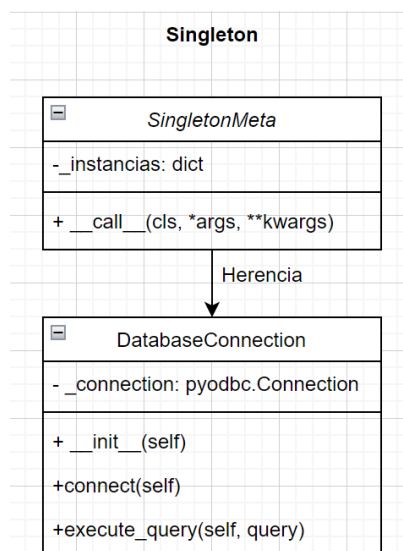 Singleton
SingletonMeta
-_instancias: dict
+ __call__(cls, *args, **kwargs)
Herencia
DatabaseConnection
- _connection: pyodbc.Connection
+ __init__(self)
+connect(self)
+execute_query(self, query)